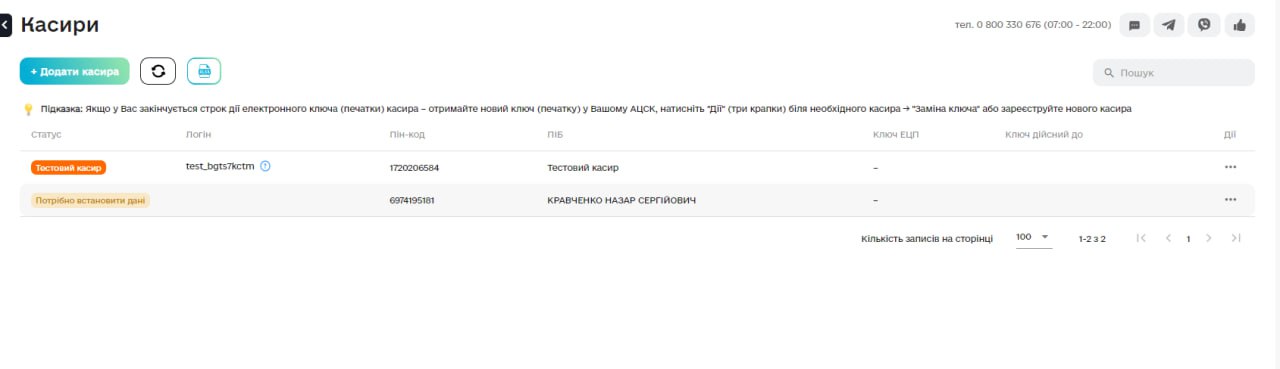 Касири
тел. 0 800 330 676 (07:00 - 22:00)
+ Додати касира
Пошук
Підказка: Якщо у Вас закінчується строк дії електронного ключа (печатки) касира – отримайте новий ключ (печатку) у Вашому АЦСК, натисніть "Дії" (три крапки) біля необхідного касира → "Заміна ключа" або зареєструйте нового касира
Статус Логін Пін-код ПІБ Ключ ЕЦП Ключ дійсний до Дії
Тестовий касир test_bgts7kctm 1720206584 Тестовий касир –
Потрібно встановити дані 6974195181 КРАВЧЕНКО НАЗАР СЕРГІЙОВИЧ –
Кількість записів на сторінці 100 1-2 з 2 1